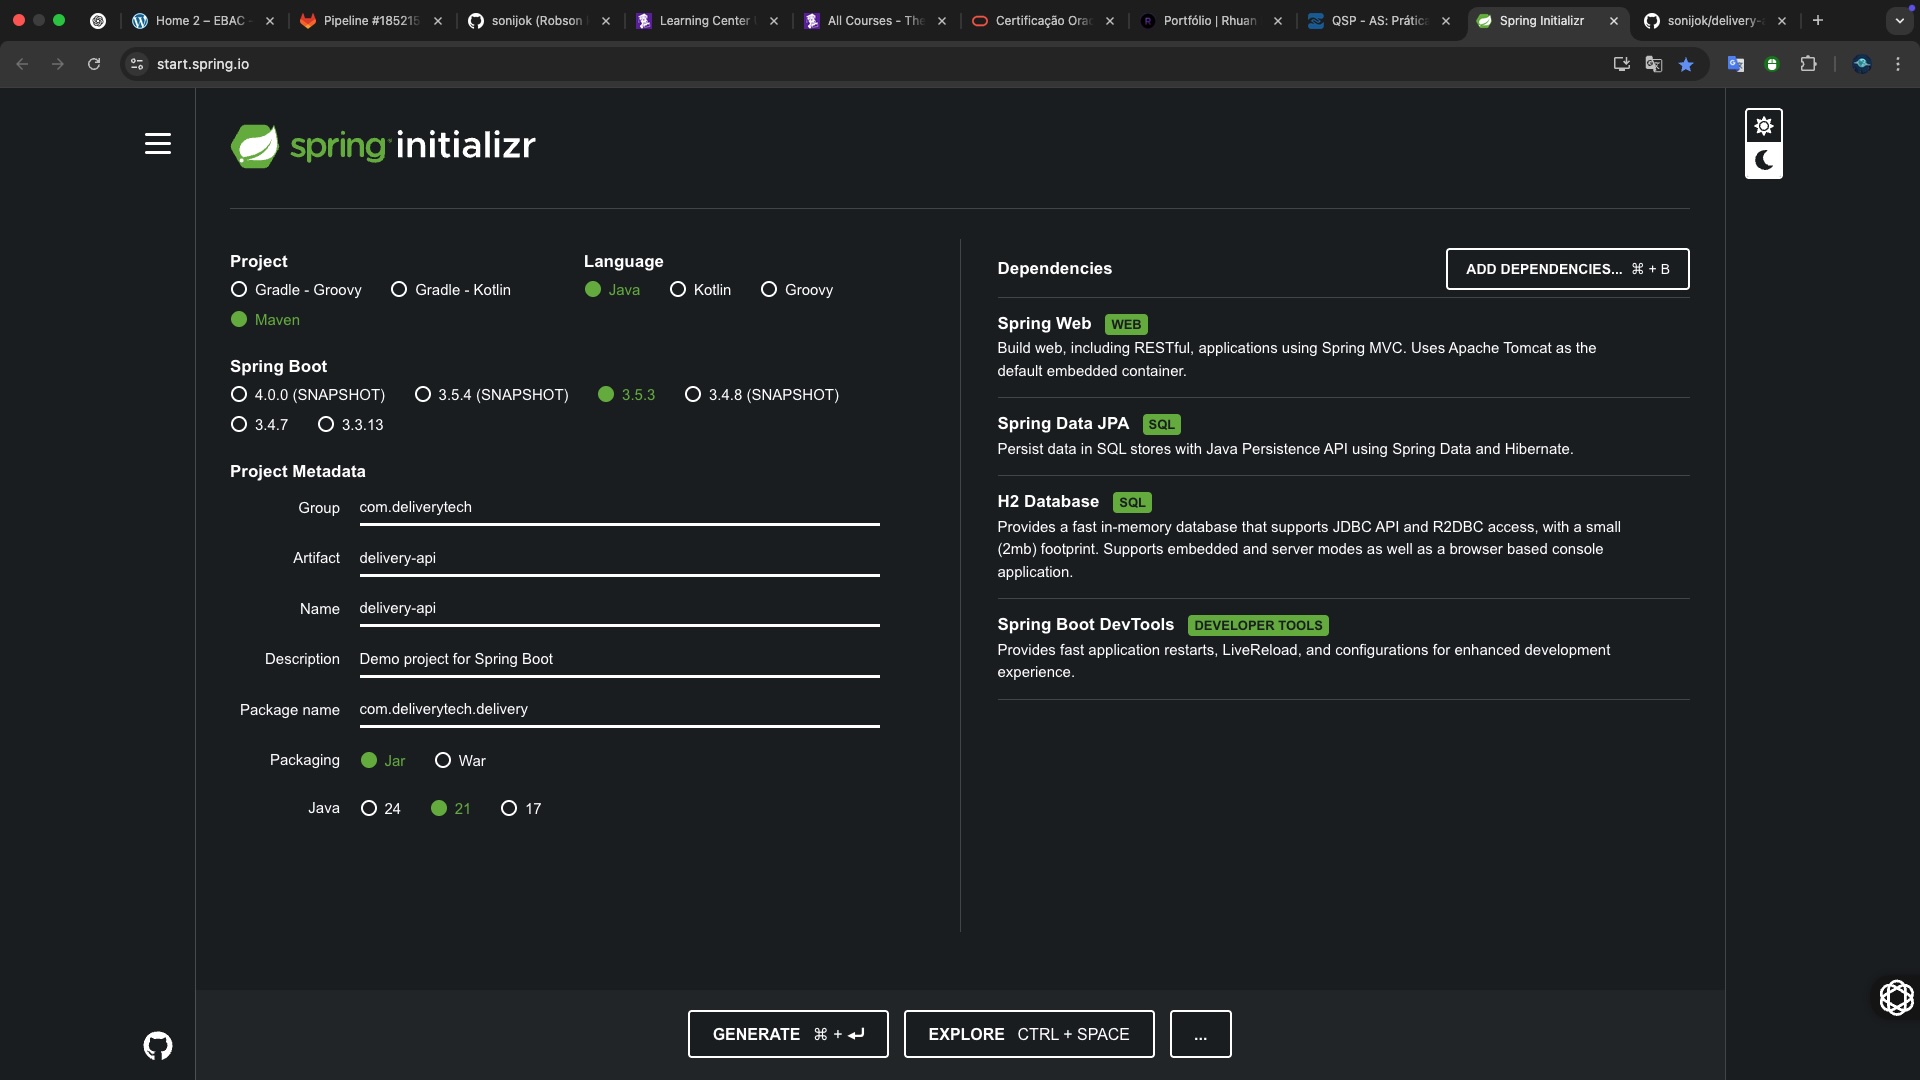 Home 2 – EBAC
Pipeline #185215
sonijok (Robson
Learning Center
All Courses - The
Certificação Orac
Portfólio | Rhuan
QSP - AS: Prática
Spring Initializr
sonijok/delivery-
start.spring.io
spring initializr
Project
Gradle - Groovy
Gradle - Kotlin
Maven
Language
Java
Kotlin
Groovy
Spring Boot
4.0.0 (SNAPSHOT)
3.5.4 (SNAPSHOT)
3.5.3
3.4.8 (SNAPSHOT)
3.4.7
3.3.13
Project Metadata
Group com.deliverytech
Artifact delivery-api
Name delivery-api
Description Demo project for Spring Boot
Package name com.deliverytech.delivery
Packaging Jar War
Java 24 21 17
Dependencies
ADD DEPENDENCIES... ⌘ + B
Spring Web WEB
Build web, including RESTful, applications using Spring MVC. Uses Apache Tomcat as the
default embedded container.
Spring Data JPA SQL
Persist data in SQL stores with Java Persistence API using Spring Data and Hibernate.
H2 Database SQL
Provides a fast in-memory database that supports JDBC API and R2DBC access, with a small
(2mb) footprint. Supports embedded and server modes as well as a browser based console
application.
Spring Boot DevTools DEVELOPER TOOLS
Provides fast application restarts, LiveReload, and configurations for enhanced development
experience.
GENERATE ⌘ + ↵
EXPLORE CTRL + SPACE
...